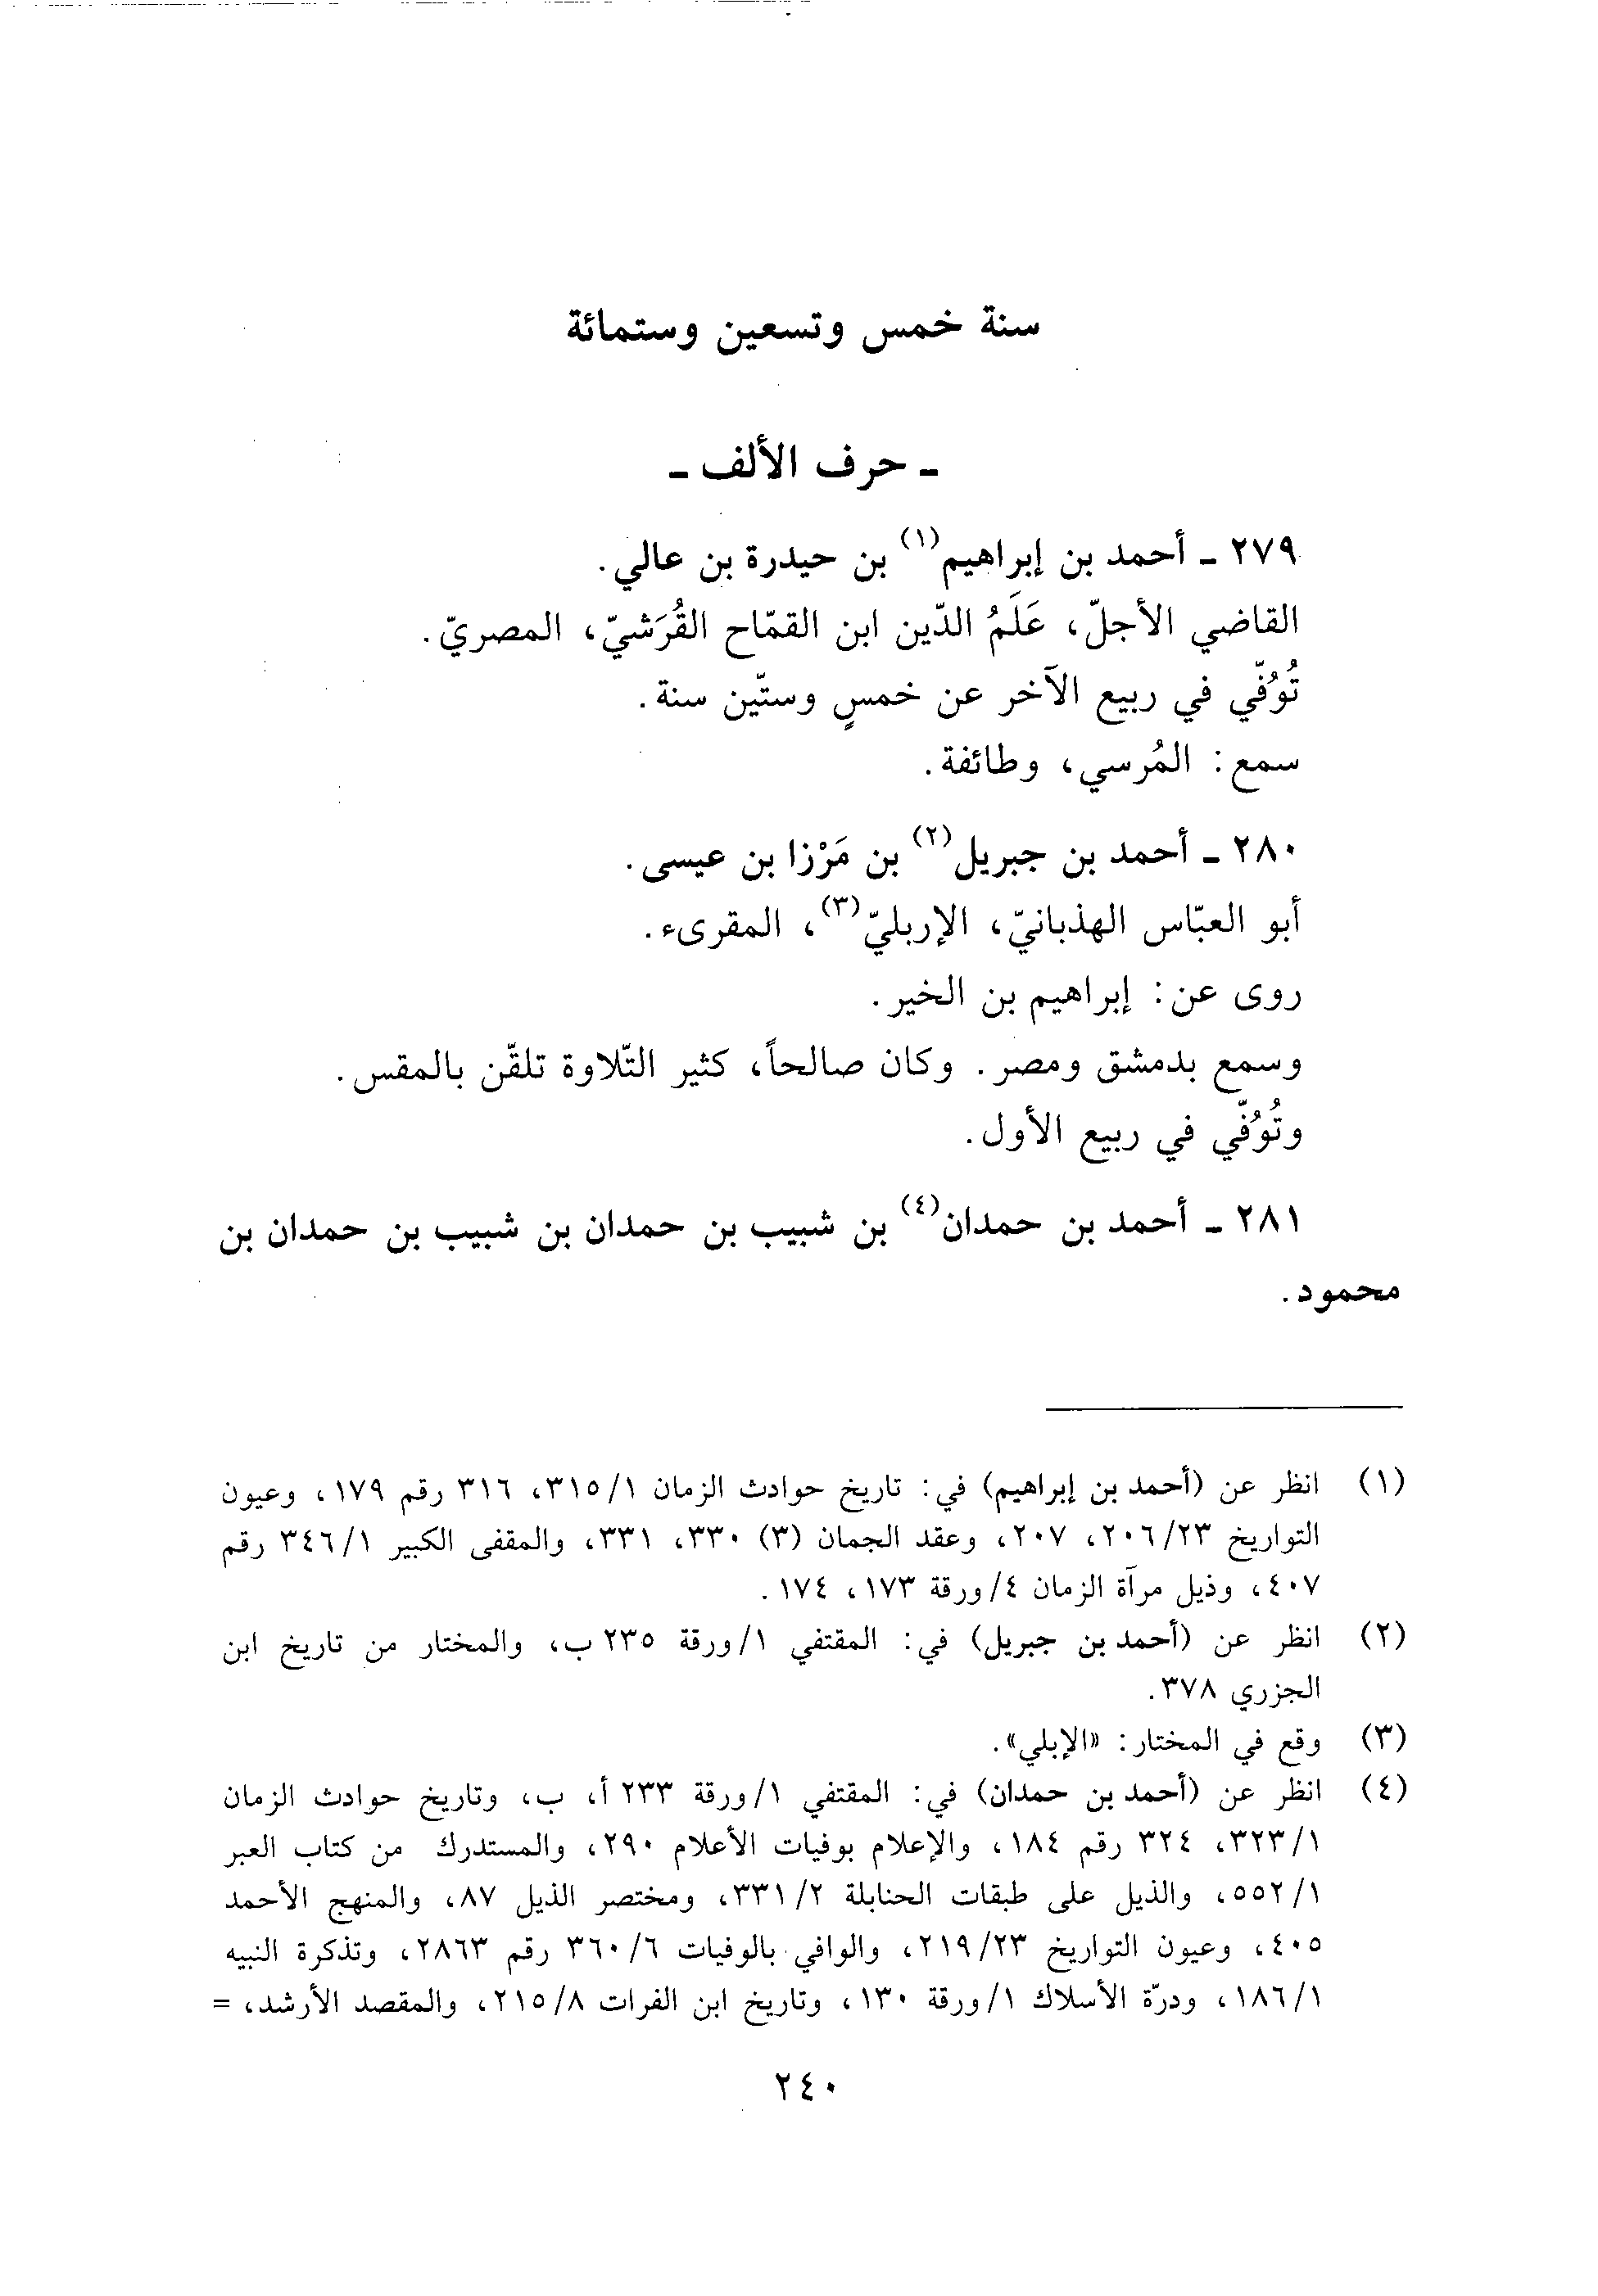 سنة خمس وتسعين وستمائة
ـ حرف الألف ـ
٢٧٩ ـ أحمد بن إبراهيم(١) بن حيدرة بن عالي.
القاضي الأجلّ، عَلَمُ الدّين ابن القمّاح القُرَشيّ، المصريّ.
تُوُفّي في ربيع الآخر عن خمسٍ وستّين سنة.
سمع: المُرسي، وطائفة.
٢٨٠ ـ أحمد بن جبريل(٢) بن مَرْزا بن عيسى.
أبو العبّاس الهذبانيّ، الإربليّ(٣)، المقرىء.
روى عن: إبراهيم بن الخير.
وسمع بدمشق ومصر. وكان صالحاً، كثير التّلاوة تلقّن بالمقس.
وتُوُفّي في ربيع الأول.
٢٨١ ـ أحمد بن حمدان(٤) بن شبيب بن حمدان بن شبيب بن حمدان بن
محمود.
(١) انظر عن (أحمد بن إبراهيم) في: تاريخ حوادث الزمان ٣١٥/١، ٣١٦ رقم ١٧٩، وعيون
التواريخ ٢٠٦/٢٣، ٢٠٧، وعقد الجمان (٣) ٣٣٠، ٣٣١، والمقفى الكبير ٣٤٦/١ رقم
٤٠٧، وذيل مرآة الزمان ٤/ورقة ١٧٣، ١٧٤.
(٢) انظر عن (أحمد بن جبريل) في: المقتفي ١/ورقة ٢٣٥ ب، والمختار من تاريخ ابن
الجزري ٣٧٨.
(٣) وقع في المختار: «الإبلي».
(٤) انظر عن (أحمد بن حمدان) في: المقتفي ١/ورقة ٢٣٣ أ، ب، وتاريخ حوادث الزمان
٣٢٣/١، ٣٢٤ رقم ١٨٤، والإعلام بوفيات الأعلام ٢٩٠، والمستدرك من كتاب العبر
٥٥٢/١، والذيل على طبقات الحنابلة ٣٣١/٢، ومختصر الذيل ٨٧، والمنهج الأحمد
٤٠٥، وعيون التواريخ ٢١٩/٢٣، والوافي بالوفيات ٣٦٠/٦ رقم ٢٨٦٣، وتذكرة النبيه
١٨٦/١، ودرّة الأسلاك ١/ورقة ١٣٠، وتاريخ ابن الفرات ٢١٥/٨، والمقصد الأرشد، =
٢٤٠